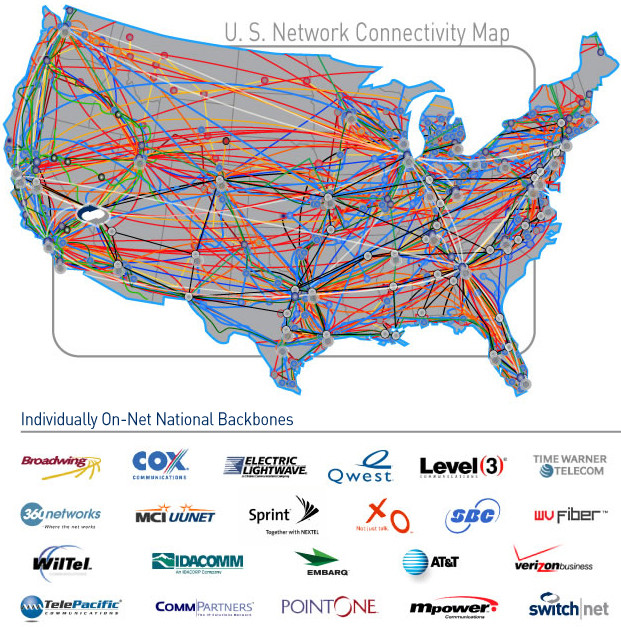 U. S. Network Connectivity Map
Individually On-Net National Backbones
Broadwing
COX
COMMUNICATIONS
ELECTRIC
LIGHTWAVE
Qwest
Level (3)
COMMUNICATIONS
TIME WARNER
TELECOM
360networks
Where the net works
MCI UUNET
Sprint
Together with NEXTEL
XO
Not just talk.
SBC
WV FIBER™
WilTel
IDACOMM
AN IDACORP Company
EMBARQ
AT&T
verizonbusiness
TelePacific
COMMUNICATIONS
COMMPARTNERS
POINTONE
mpower
Communications
switch|net